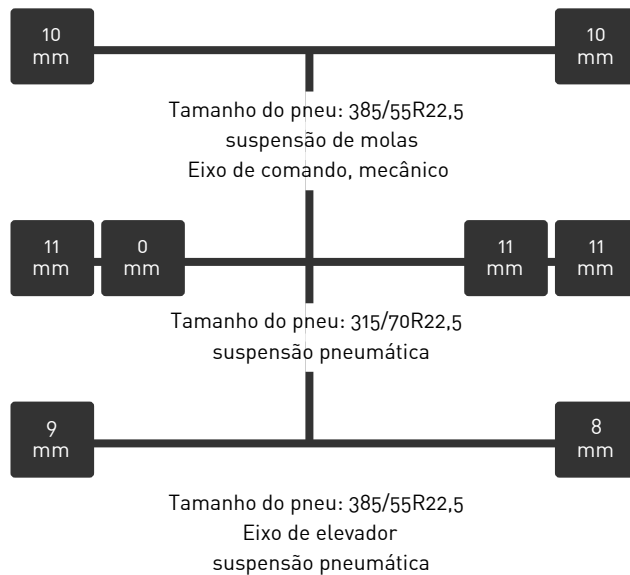 10 mm
10 mm
Tamanho do pneu: 385/55R22,5
suspensão de molas
Eixo de comando, mecânico
11 mm
0 mm
11 mm
11 mm
Tamanho do pneu: 315/70R22,5
suspensão pneumática
9 mm
8 mm
Tamanho do pneu: 385/55R22,5
Eixo de elevador
suspensão pneumática